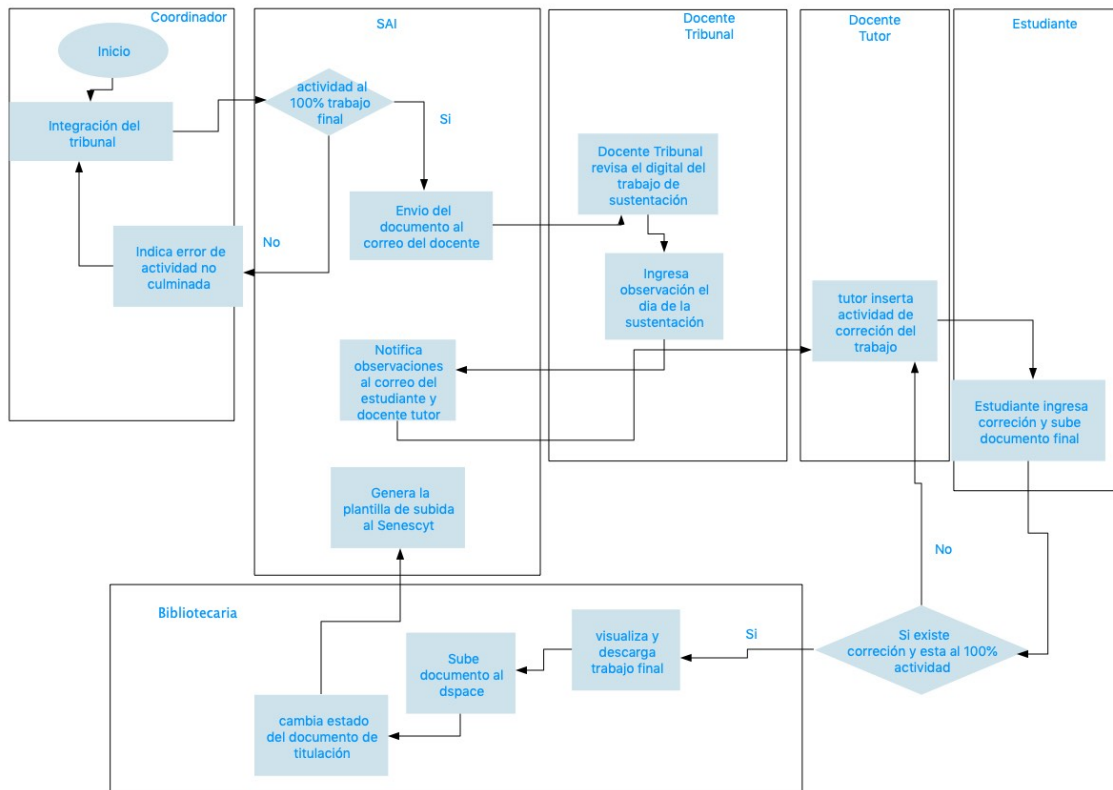 Coordinador
SAI
Docente
Tribunal
Docente
Tutor
Estudiante
Inicio
Integración del
tribunal
actividad al
100% trabajo
final
Si
No
Indica error de
actividad no
culminada
Envio del
documento al
correo del docente
Docente Tribunal
revisa el digital del
trabajo de
sustentación
Ingresa
observación el
dia de la
sustentación
Notifica
observaciones
al correo del
estudiante y
docente tutor
tutor inserta
actividad de
correción del
trabajo
Estudiante ingresa
correción y sube
documento final
Genera la
plantilla de subida
al Senescyt
No
Si existe
correción y esta al 100%
actividad
Si
Bibliotecaria
visualiza y
descarga trabajo
final
Sube
documento al
dspace
cambia estado
del documento de
titulación